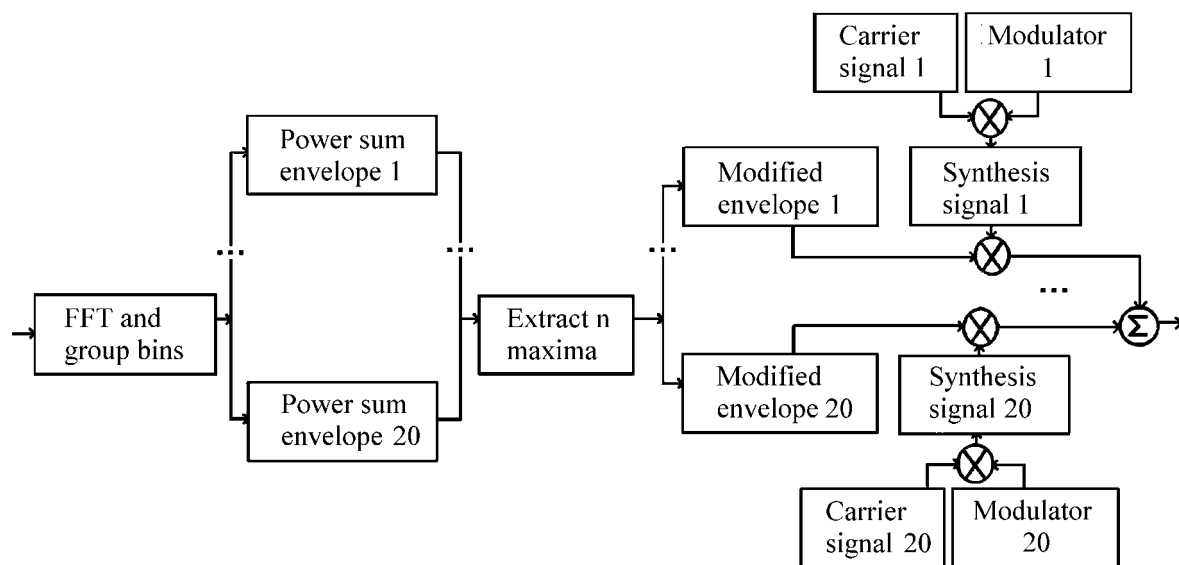 Carrier
signal 1
Modulator
1
Power sum
envelope 1
Modified
envelope 1
Synthesis
signal 1
...
...
...
...
FFT and
group bins
Extract n
maxima
Σ
Power sum
envelope 20
Modified
envelope 20
Synthesis
signal 20
Carrier
signal 20
Modulator
20